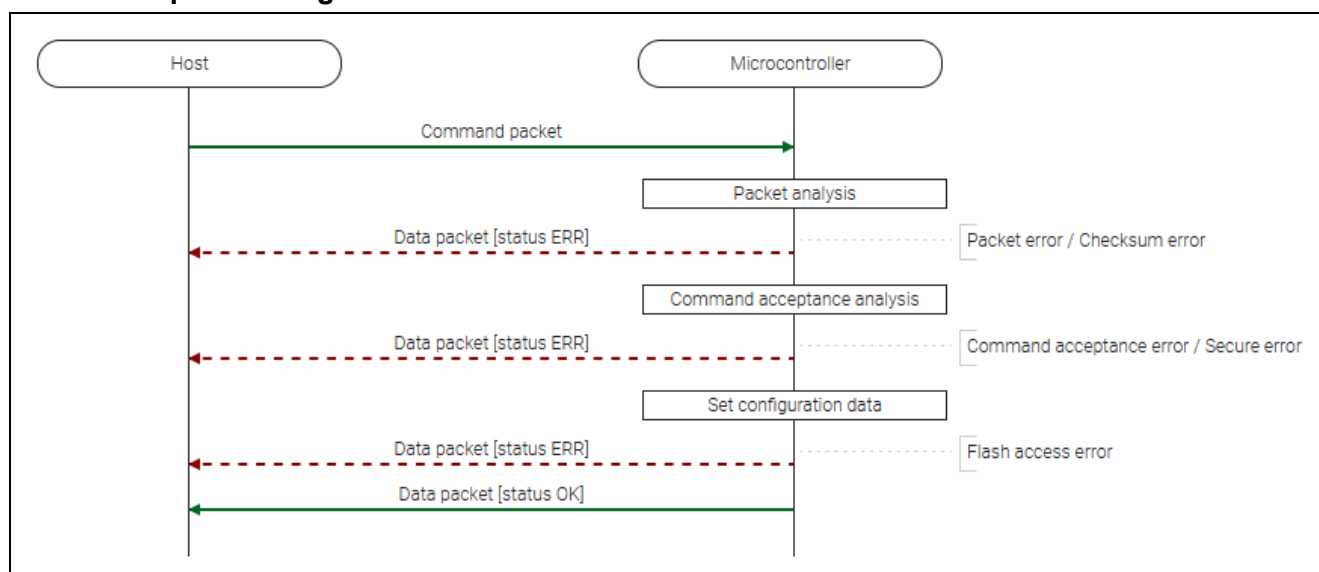 Host
Microcontroller
Command packet
Packet analysis
Data packet [status ERR]
Packet error / Checksum error
Command acceptance analysis
Data packet [status ERR]
Command acceptance error / Secure error
Set configuration data
Data packet [status ERR]
Flash access error
Data packet [status OK]